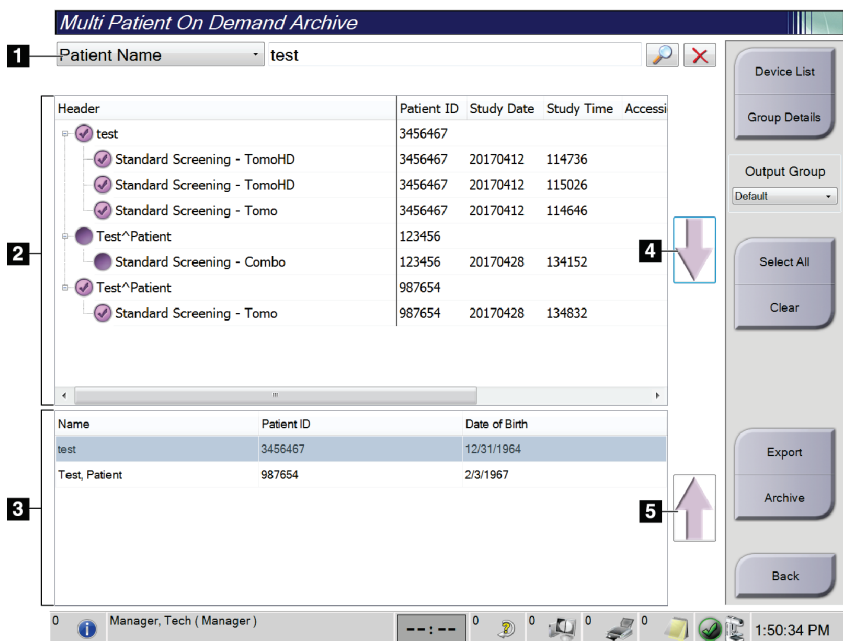 Multi Patient On Demand Archive
1 Patient Name test
Device List
Group Details
Output Group
Default
Select All
Clear
Export
Archive
Back
2
Header Patient ID Study Date Study Time Accessi
test 3456467
Standard Screening - TomoHD 3456467 20170412 114736
Standard Screening - TomoHD 3456467 20170412 115026
Standard Screening - Tomo 3456467 20170412 114646
Test^Patient 123456
Standard Screening - Combo 123456 20170428 134152
Test^Patient 987654
Standard Screening - Tomo 987654 20170428 134832
4
3
Name Patient ID Date of Birth
test 3456467 12/31/1964
Test, Patient 987654 2/3/1967
5
0 Manager, Tech ( Manager ) --:-- 0 0 0 0 1:50:34 PM